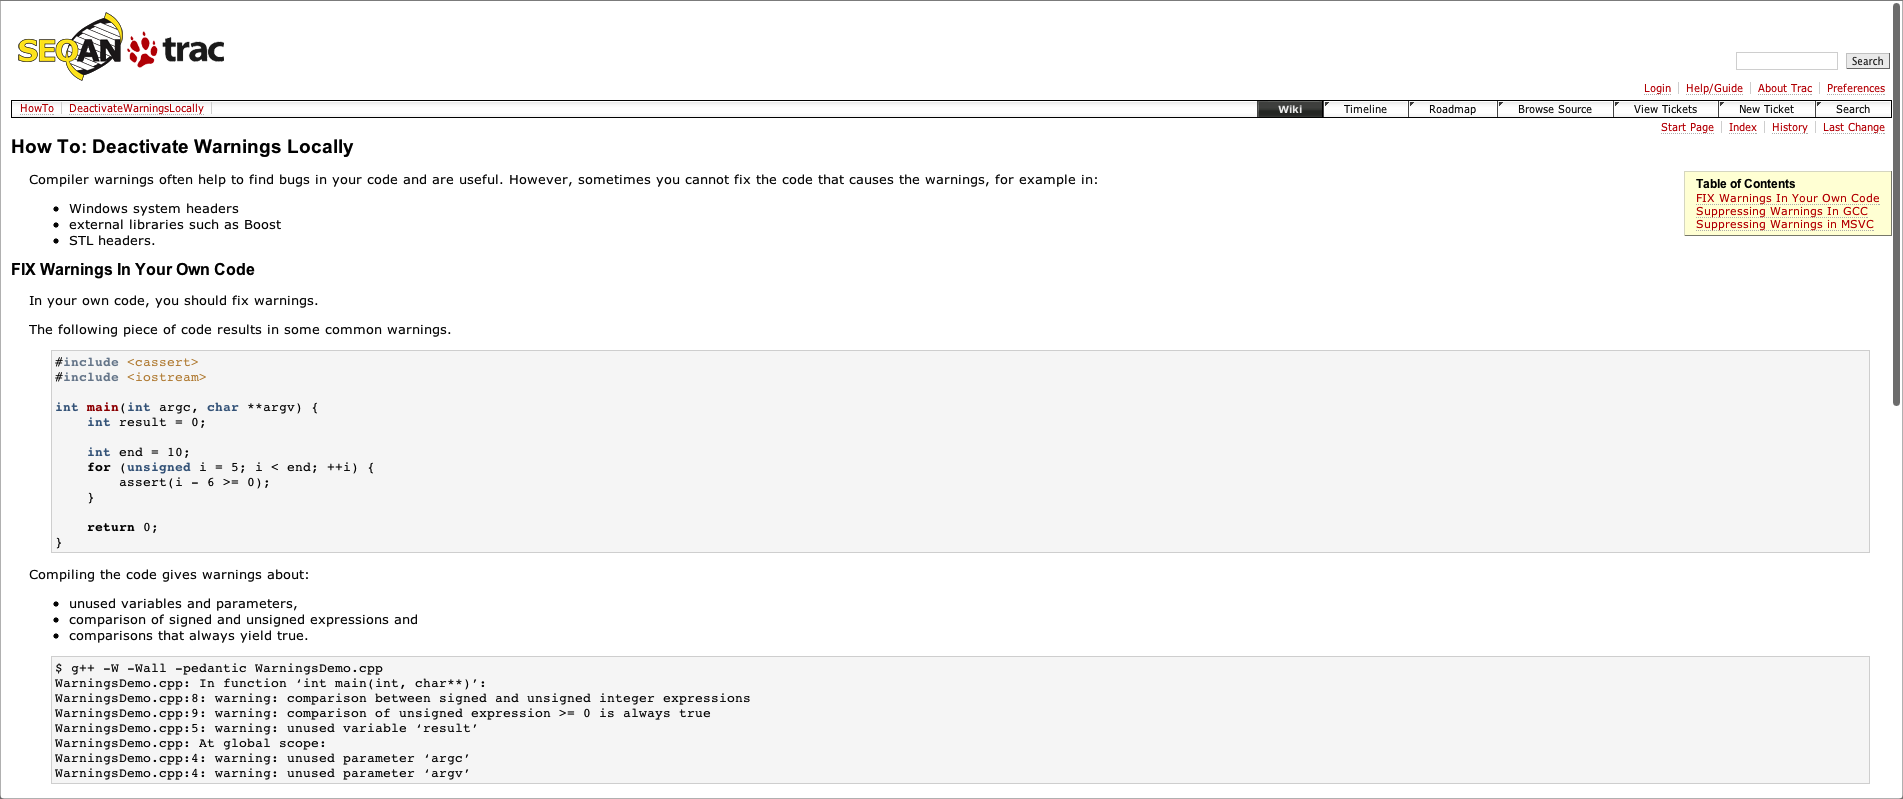 SEQAN trac
Search
Login Help/Guide About Trac Preferences
HowTo DeactivateWarningsLocally Wiki Timeline Roadmap Browse Source View Tickets New Ticket Search
Start Page Index History Last Change
How To: Deactivate Warnings Locally
Compiler warnings often help to find bugs in your code and are useful. However, sometimes you cannot fix the code that causes the warnings, for example in:
• Windows system headers
• external libraries such as Boost
• STL headers.
Table of Contents
FIX Warnings In Your Own Code
Suppressing Warnings In GCC
Suppressing Warnings in MSVC
FIX Warnings In Your Own Code
In your own code, you should fix warnings.
The following piece of code results in some common warnings.
#include <cassert>
#include <iostream>
int main(int argc, char **argv) {
    int result = 0;
    int end = 10;
    for (unsigned i = 5; i < end; ++i) {
        assert(i - 6 >= 0);
    }
    return 0;
}
Compiling the code gives warnings about:
• unused variables and parameters,
• comparison of signed and unsigned expressions and
• comparisons that always yield true.
$ g++ -W -Wall -pedantic WarningsDemo.cpp
WarningsDemo.cpp: In function ‘int main(int, char**)’:
WarningsDemo.cpp:8: warning: comparison between signed and unsigned integer expressions
WarningsDemo.cpp:9: warning: comparison of unsigned expression >= 0 is always true
WarningsDemo.cpp:5: warning: unused variable ‘result’
WarningsDemo.cpp: At global scope:
WarningsDemo.cpp:4: warning: unused parameter ‘argc’
WarningsDemo.cpp:4: warning: unused parameter ‘argv’